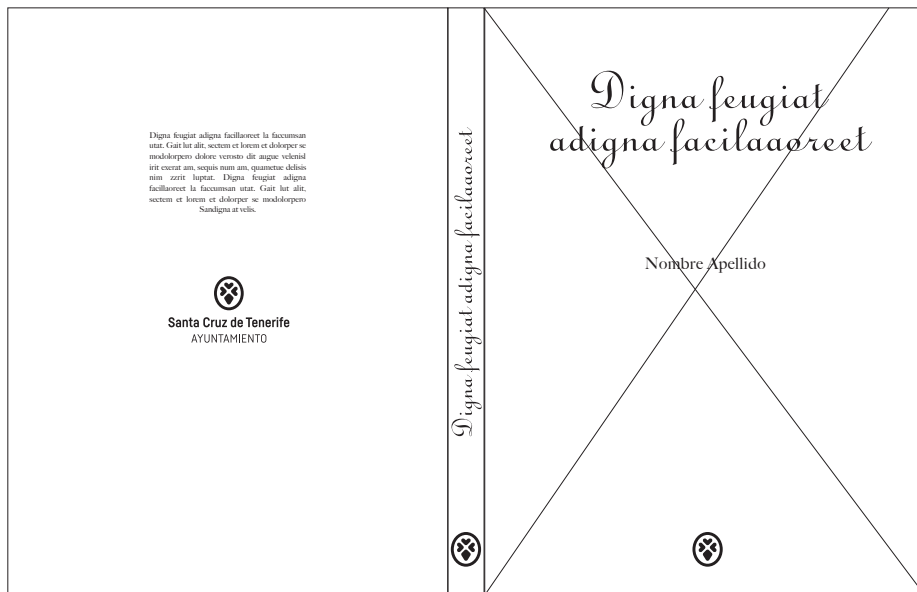 Digna feugiat adigna facillaoreet la faccumsan
utat. Gait lut alit, sectem et lorem et dolorper se
modolorpero dolore verosto dit augue velenisl
irit exerat am, sequis num am, quametue delisis
nim zzrit luptat. Digna feugiat adigna
facillaoreet la faccumsan utat. Gait lut alit,
sectem et lorem et dolorper se modolorpero
Sandigna at velis.
Santa Cruz de Tenerife
AYUNTAMIENTO
Digna feugiat adigna facilaaoreet
Digna feugiat
adigna facilaaoreet
Nombre Apellido